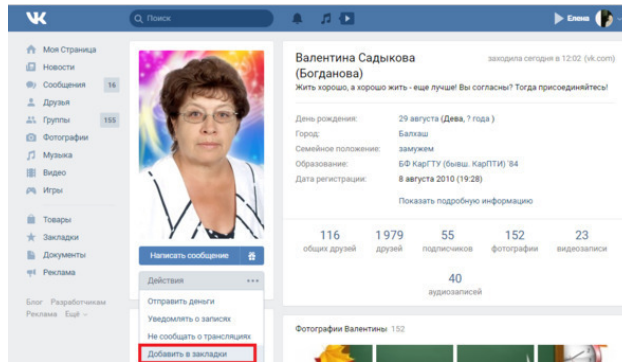 Поиск
Елена
Моя Страница
Новости
Сообщения 16
Друзья
Группы 155
Фотографии
Музыка
Видео
Игры
Товары
Закладки
Документы
Реклама
Блог Разработчикам
Реклама Ещё
Написать сообщение
Действия
Отправить деньги
Уведомлять о записях
Не сообщать о трансляциях
Добавить в закладки
Валентина Садыкова
(Богданова)
заходила сегодня в 12:02 (vk.com)
Жить хорошо, а хорошо жить - еще лучше! Вы согласны? Тогда присоединяйтесь!
День рождения: 29 августа (Дева, ? года )
Город: Балхаш
Семейное положение: замужем
Образование: БФ КарГТУ (бывш. КарПТИ) '84
Дата регистрации: 8 августа 2010 (19:28)
Показать подробную информацию
116 1 979 55 152 23
общих друзей друзей подписчиков фотографии видеозаписи
40
аудиозаписей
Фотографии Валентины 152